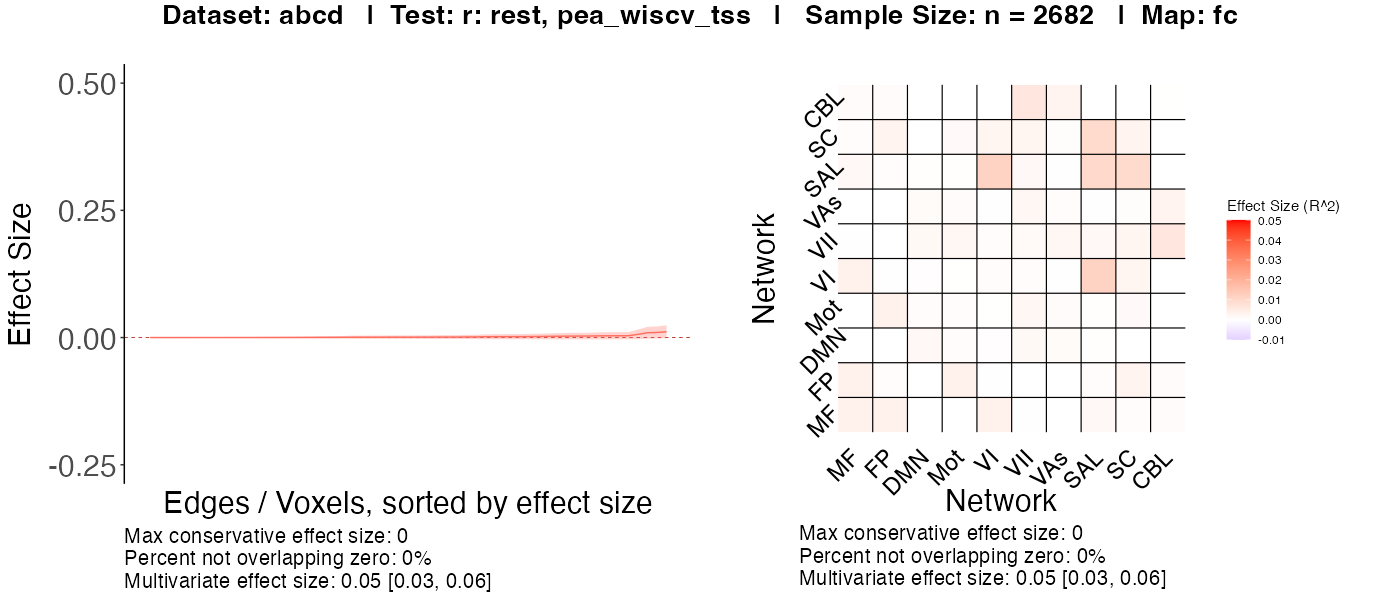 Dataset: abcd | Test: r: rest, pea_wiscv_tss | Sample Size: n = 2682 | Map: fc
0.50
0.25
0.00
-0.25
Effect Size
Edges / Voxels, sorted by effect size
Max conservative effect size: 0
Percent not overlapping zero: 0%
Multivariate effect size: 0.05 [0.03, 0.06]
Network
CBL
SC
SAL
VAs
VII
VI
Mot
DMN
FP
MF
MF FP DMN Mot VI VII VAs SAL SC CBL
Network
Max conservative effect size: 0
Percent not overlapping zero: 0%
Multivariate effect size: 0.05 [0.03, 0.06]
Effect Size (R^2)
0.05
0.04
0.03
0.02
0.01
0.00
-0.01